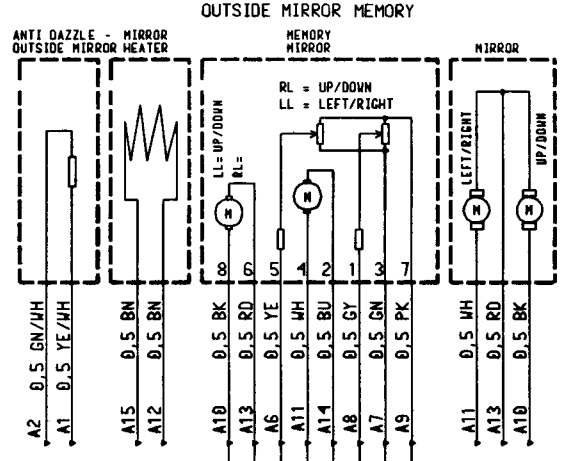 OUTSIDE MIRROR MEMORY
ANTI DAZZLE -
OUTSIDE MIRROR
MIRROR
HEATER
MEMORY
MIRROR
MIRROR
RL = UP/DOWN
LL = LEFT/RIGHT
LL= UP/DOWN
RL=
LEFT/RIGHT
UP/DOWN
M
M
M
M
8 6 5 4 2 1 3 7
0,5 GN/WH
0,5 YE/WH
0,5 BN
0,5 BN
0,5 BK
0,5 RD
0,5 YE
0,5 WH
0,5 BU
0,5 GY
0,5 GN
0,5 PK
0,5 WH
0,5 RD
0,5 BK
A2
A1
A15
A12
A10
A13
A6
A11
A14
A8
A7
A9
A11
A13
A10